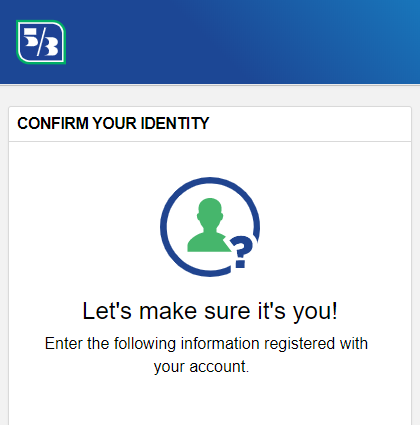 5/3
CONFIRM YOUR IDENTITY
?
Let's make sure it's you!
Enter the following information registered with
your account.